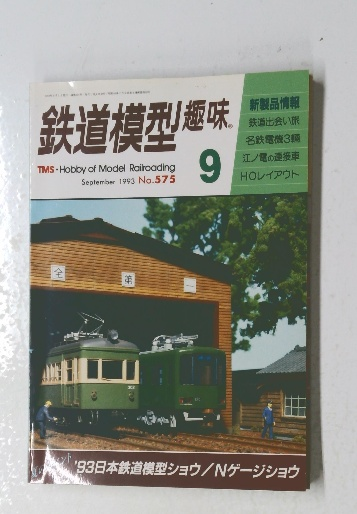 鉄道模型趣味®
TMS・Hobby of Model Railroading
September 1993 No.575
9
新製品情報
鉄道出会い旅
名鉄電機3輌
江ノ電の連接車
HOレイアウト
全 第一
'93日本鉄道模型ショウ/Nゲージショウ